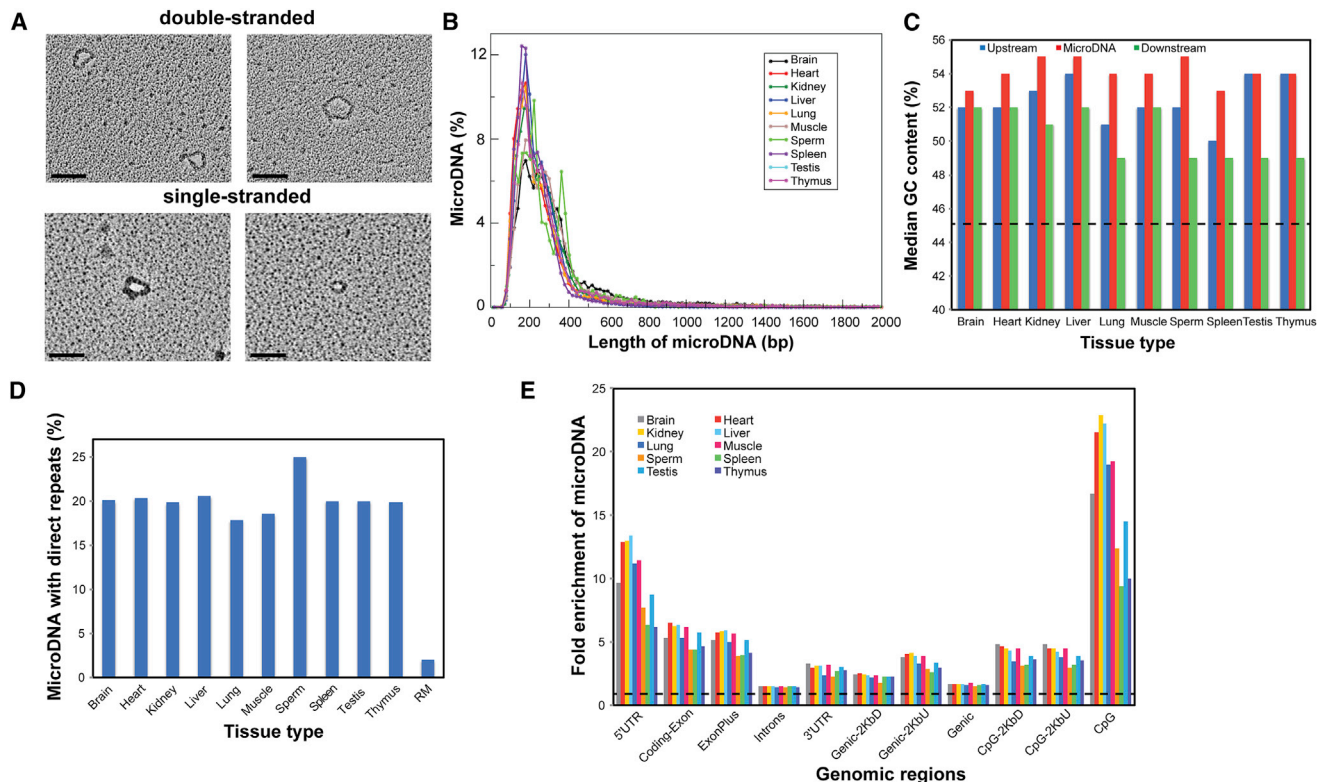 A
double-stranded
single-stranded
B
MicroDNA (%)
12
8
4
0
Brain
Heart
Kidney
Liver
Lung
Muscle
Sperm
Spleen
Testis
Thymus
0 200 400 600 800 1000 1200 1400 1600 1800 2000
Length of microDNA (bp)
C
Median GC content (%)
56
54
52
50
48
46
44
42
40
Upstream MicroDNA Downstream
Brain Heart Kidney Liver Lung Muscle Sperm Spleen Testis Thymus
Tissue type
D
MicroDNA with direct repeats (%)
25
20
15
10
5
0
Brain Heart Kidney Liver Lung Muscle Sperm Spleen Testis Thymus RM
Tissue type
E
Fold enrichment of microDNA
25
20
15
10
5
0
Brain Heart
Kidney Liver
Lung Muscle
Sperm Spleen
Testis Thymus
5'UTR Coding-Exon ExonPlus Introns 3'UTR Genic-2KbD Genic-2KbU Genic CpG-2KbD CpG-2KbU CpG
Genomic regions